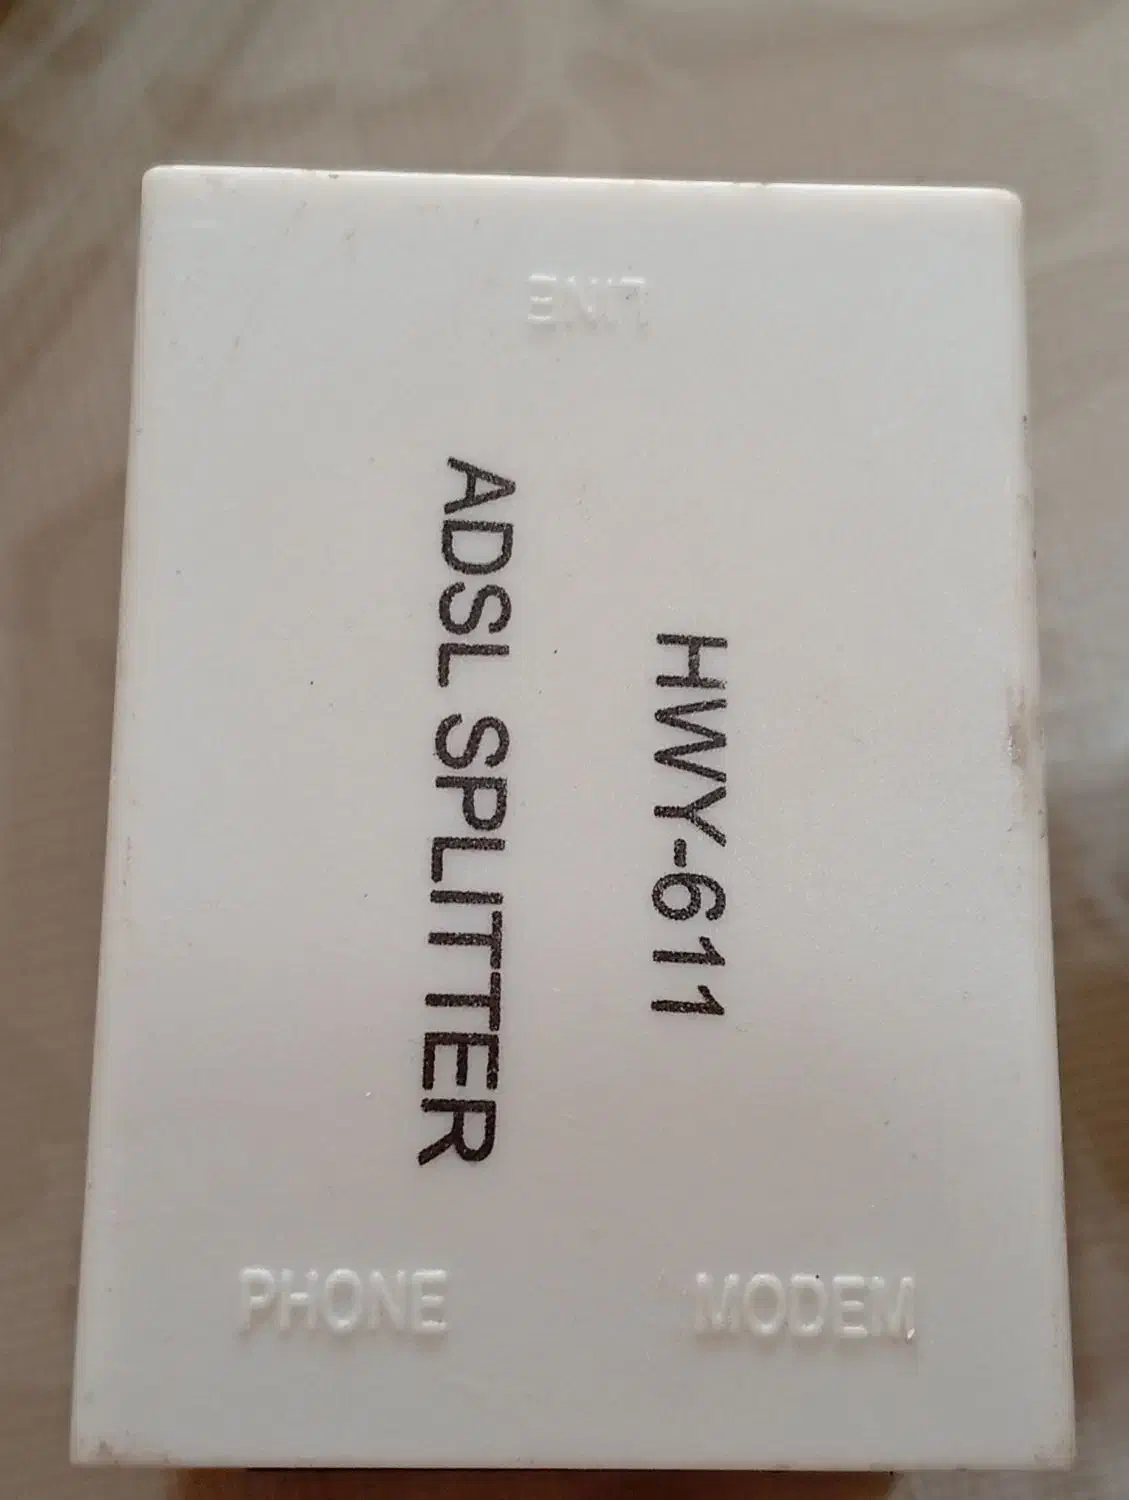 LINE
HWY-611
ADSL SPLITTER
PHONE
MODEM